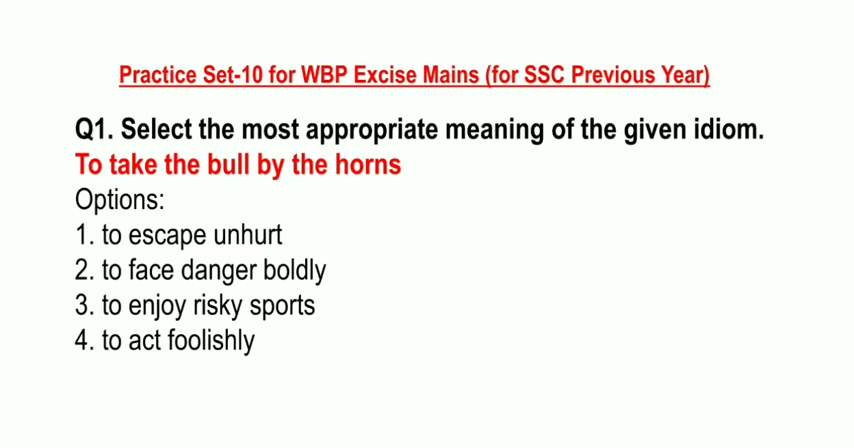 Practice Set-10 for WBP Excise Mains (for SSC Previous Year)
Q1. Select the most appropriate meaning of the given idiom.
To take the bull by the horns
Options:
1. to escape unhurt
2. to face danger boldly
3. to enjoy risky sports
4. to act foolishly